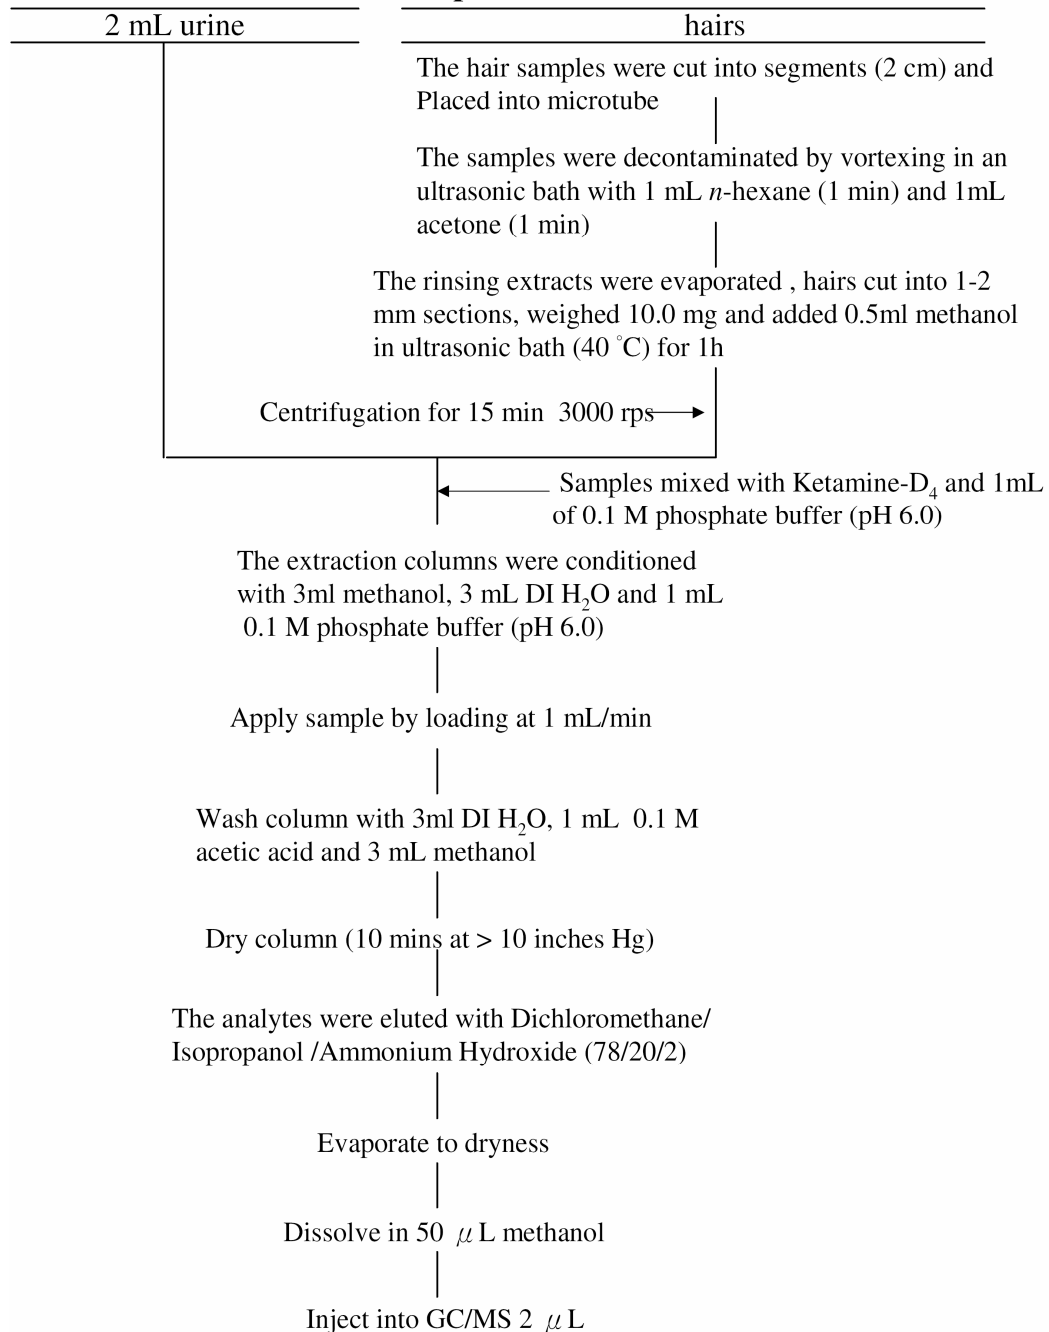 2 mL urine
hairs
The hair samples were cut into segments (2 cm) and
Placed into microtube
The samples were decontaminated by vortexing in an
ultrasonic bath with 1 mL n-hexane (1 min) and 1mL
acetone (1 min)
The rinsing extracts were evaporated , hairs cut into 1-2
mm sections, weighed 10.0 mg and added 0.5ml methanol
in ultrasonic bath (40 °C) for 1h
Centrifugation for 15 min 3000 rps
Samples mixed with Ketamine-D₄ and 1mL
of 0.1 M phosphate buffer (pH 6.0)
The extraction columns were conditioned
with 3ml methanol, 3 mL DI H₂O and 1 mL
0.1 M phosphate buffer (pH 6.0)
Apply sample by loading at 1 mL/min
Wash column with 3ml DI H₂O, 1 mL 0.1 M
acetic acid and 3 mL methanol
Dry column (10 mins at > 10 inches Hg)
The analytes were eluted with Dichloromethane/
Isopropanol /Ammonium Hydroxide (78/20/2)
Evaporate to dryness
Dissolve in 50 μL methanol
Inject into GC/MS 2 μL